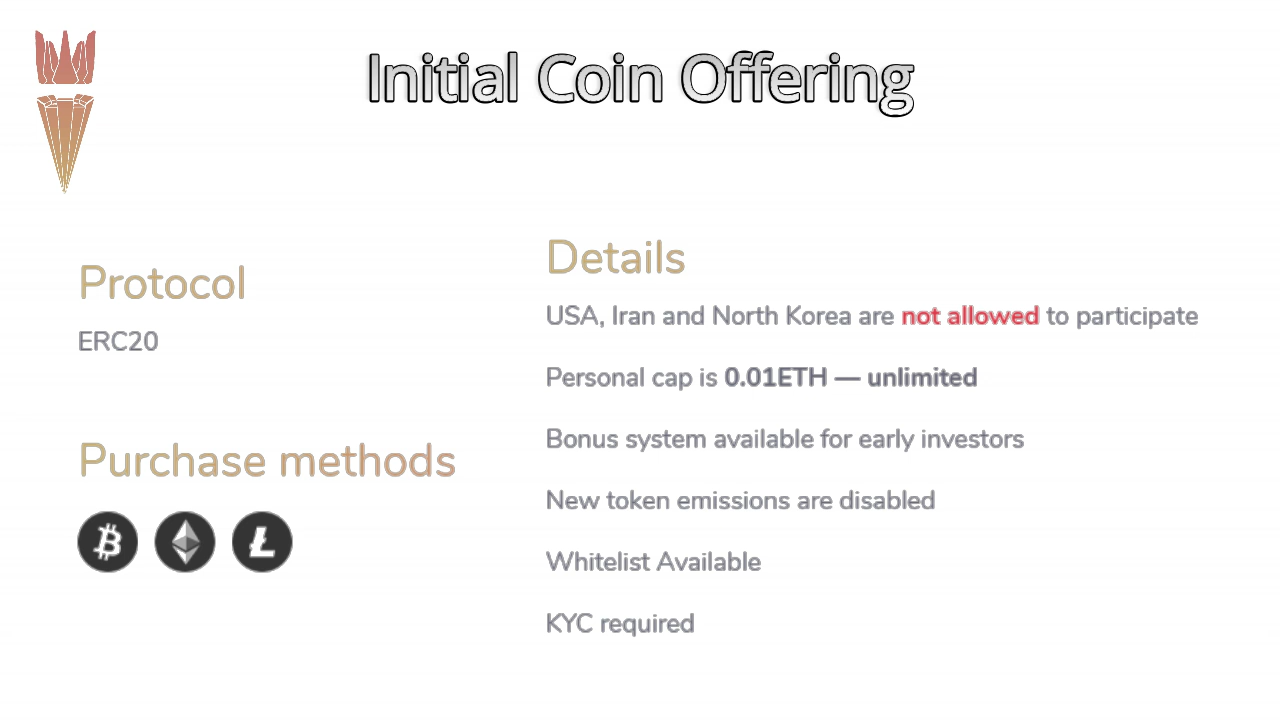 Initial Coin Offering
Protocol
ERC20
Purchase methods
Details
USA, Iran and North Korea are not allowed to participate
Personal cap is 0.01ETH — unlimited
Bonus system available for early investors
New token emissions are disabled
Whitelist Available
KYC required